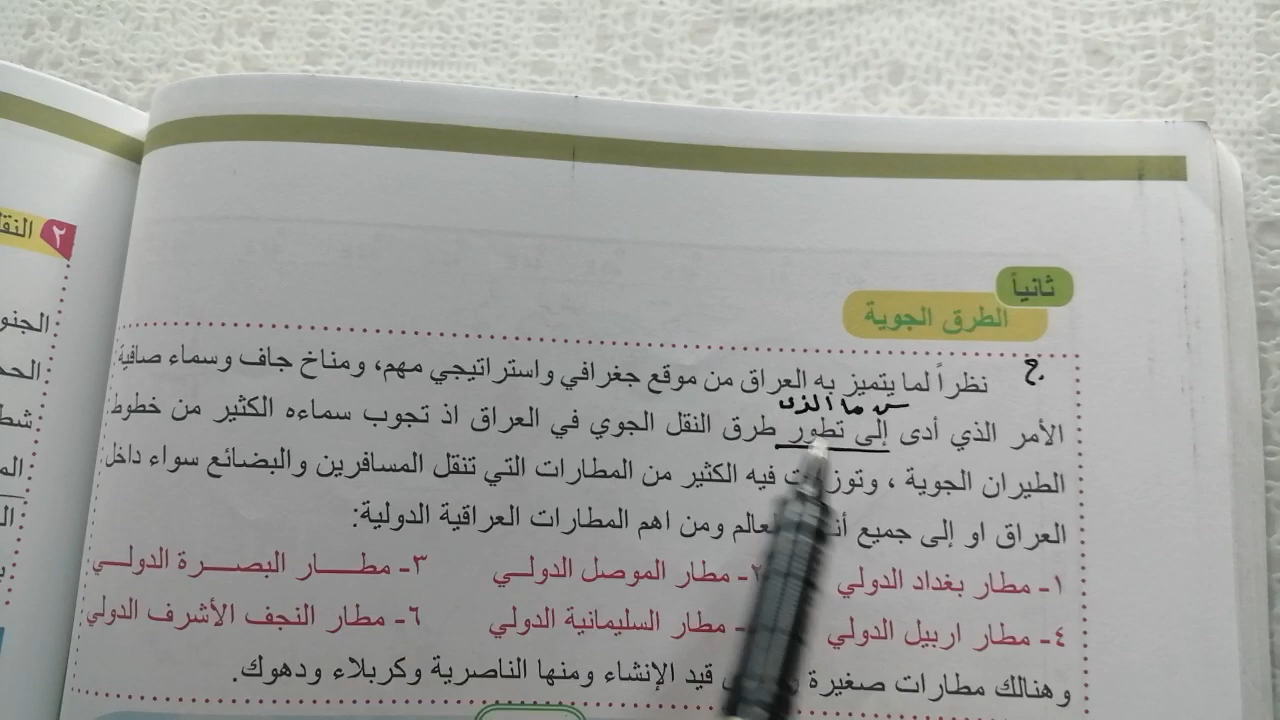 ثانياً
الطرق الجوية
ج.
نظراً لما يتميز به العراق من موقع جغرافي واستراتيجي مهم، ومناخ جاف وسماء صافية
س ما الذي
الأمر الذي أدى إلى تطور طرق النقل الجوي في العراق اذ تجوب سماءه الكثير من خطوط
الطيران الجوية ، فيه الكثير من المطارات التي تنقل المسافرين والبضائع سواء داخل
العراق او إلى جميع ومن اهم المطارات العراقية الدولية:
١- مطار بغداد الدولي ٢- مطار الموصل الدولي ٣- مطار البصرة الدولي
٤- مطار اربيل الدولي - مطار السليمانية الدولي ٦- مطار النجف الأشرف الدولي
وهنالك مطارات صغيرة قيد الإنشاء ومنها الناصرية وكربلاء ودهوك.
٢